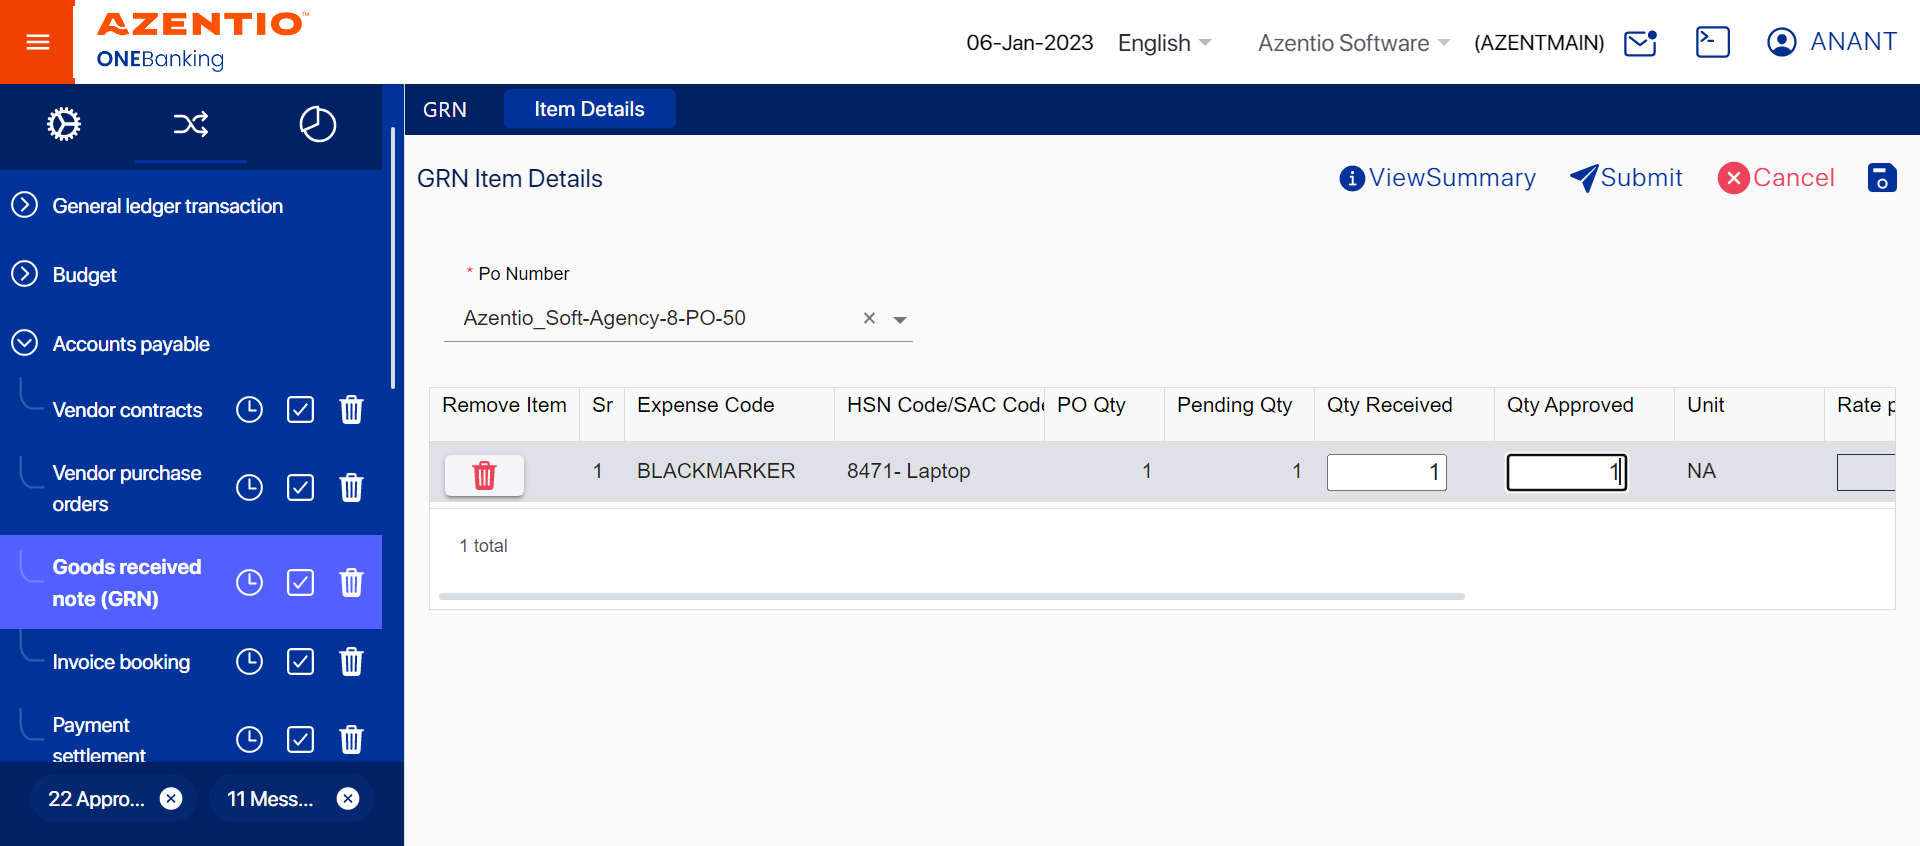 AZENTIO™
ONEBanking
06-Jan-2023
English
Azentio Software
(AZENTMAIN)
ANANT
General ledger transaction
Budget
Accounts payable
Vendor contracts
Vendor purchase
orders
Goods received
note (GRN)
Invoice booking
Payment
settlement
22 Appro...
11 Mess...
GRN
Item Details
GRN Item Details
ViewSummary
Submit
Cancel
* Po Number
Azentio_Soft-Agency-8-PO-50
Remove Item Sr Expense Code HSN Code/SAC Code PO Qty Pending Qty Qty Received Qty Approved Unit Rate p
1 BLACKMARKER 8471- Laptop 1 1 1 1 NA
1 total